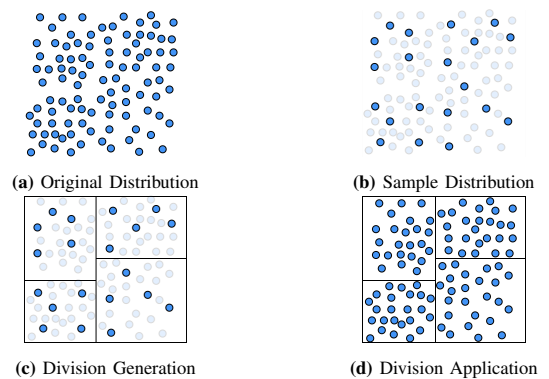 (a) Original Distribution
(b) Sample Distribution
(c) Division Generation
(d) Division Application